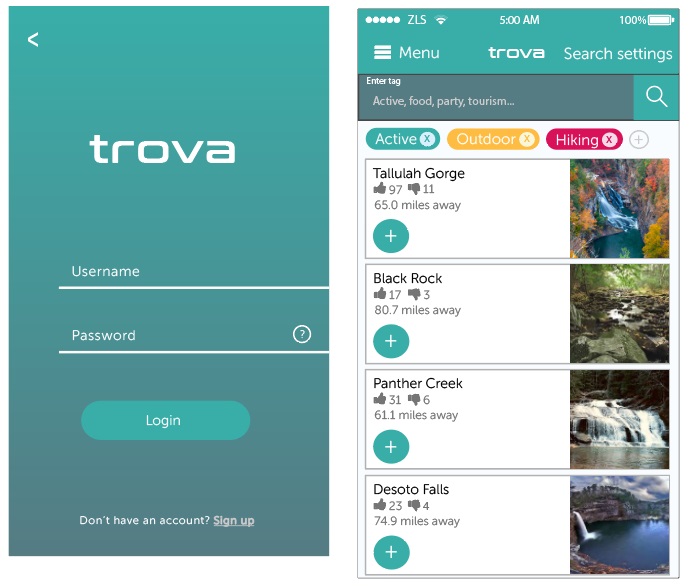 <
trova
Username
Password ?
Login
Don't have an account? Sign up
ZLS 5:00 AM 100%
Menu trova Search settings
Enter tag
Active, food, party, tourism...
Active X Outdoor X Hiking X +
Tallulah Gorge
97 11
65.0 miles away
+
Black Rock
17 3
80.7 miles away
+
Panther Creek
31 6
61.1 miles away
+
Desoto Falls
23 4
74.9 miles away
+